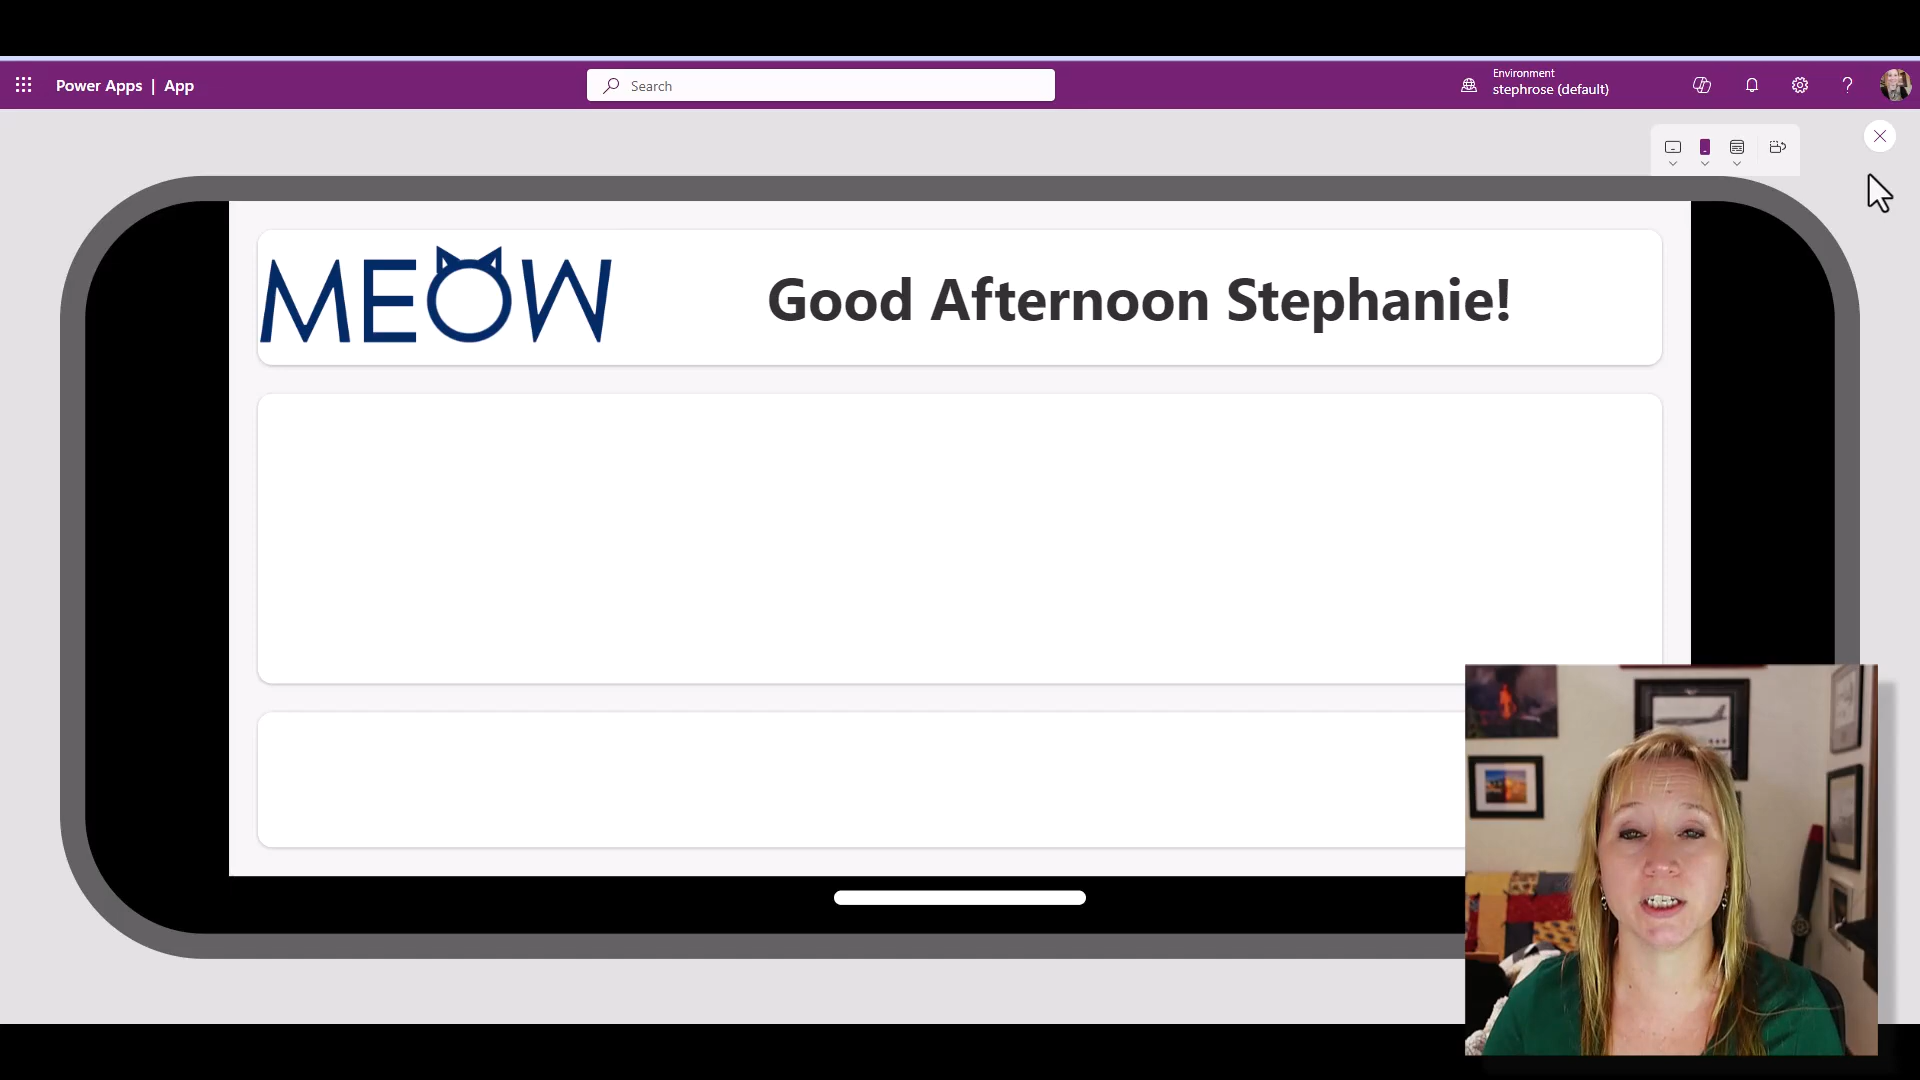 Power Apps | App
Search
Environment
stephrose (default)
MEOW
Good Afternoon Stephanie!